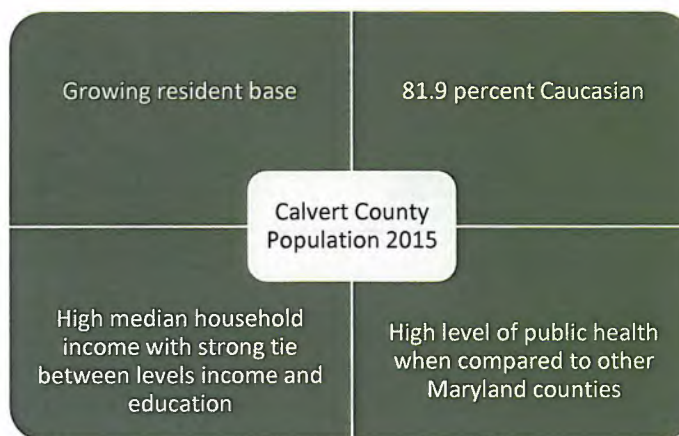 Growing resident base
81.9 percent Caucasian
Calvert County
Population 2015
High median household
income with strong tie
between levels income and
education
High level of public health
when compared to other
Maryland counties